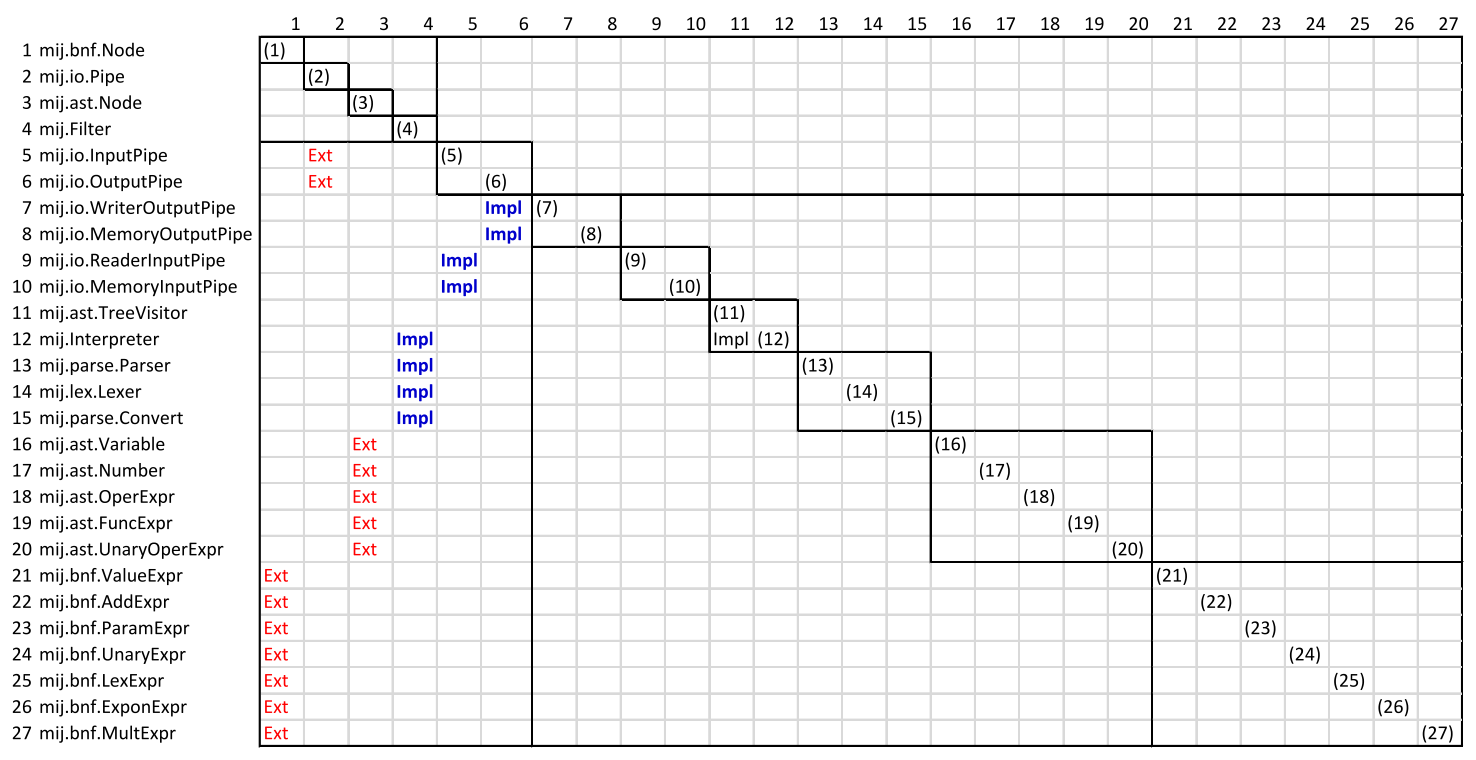 1 2 3 4 5 6 7 8 9 10 11 12 13 14 15 16 17 18 19 20 21 22 23 24 25 26 27
1 mij.bnf.Node (1)
2 mij.io.Pipe (2)
3 mij.ast.Node (3)
4 mij.Filter (4)
5 mij.io.InputPipe Ext (5)
6 mij.io.OutputPipe Ext (6)
7 mij.io.WriterOutputPipe Impl (7)
8 mij.io.MemoryOutputPipe Impl (8)
9 mij.io.ReaderInputPipe Impl (9)
10 mij.io.MemoryInputPipe Impl (10)
11 mij.ast.TreeVisitor (11)
12 mij.Interpreter Impl Impl (12)
13 mij.parse.Parser Impl (13)
14 mij.lex.Lexer Impl (14)
15 mij.parse.Convert Impl (15)
16 mij.ast.Variable Ext (16)
17 mij.ast.Number Ext (17)
18 mij.ast.OperExpr Ext (18)
19 mij.ast.FuncExpr Ext (19)
20 mij.ast.UnaryOperExpr Ext (20)
21 mij.bnf.ValueExpr Ext (21)
22 mij.bnf.AddExpr Ext (22)
23 mij.bnf.ParamExpr Ext (23)
24 mij.bnf.UnaryExpr Ext (24)
25 mij.bnf.LexExpr Ext (25)
26 mij.bnf.ExponExpr Ext (26)
27 mij.bnf.MultExpr Ext (27)